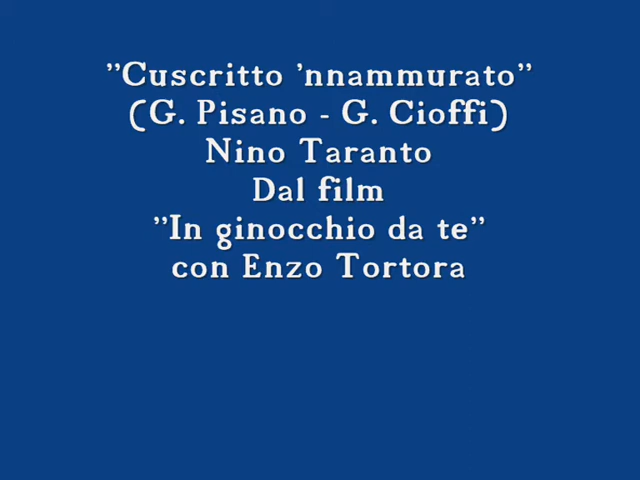 "Cuscritto 'nnammurato"
(G. Pisano - G. Cioffi)
Nino Taranto
Dal film
"In ginocchio da te"
con Enzo Tortora